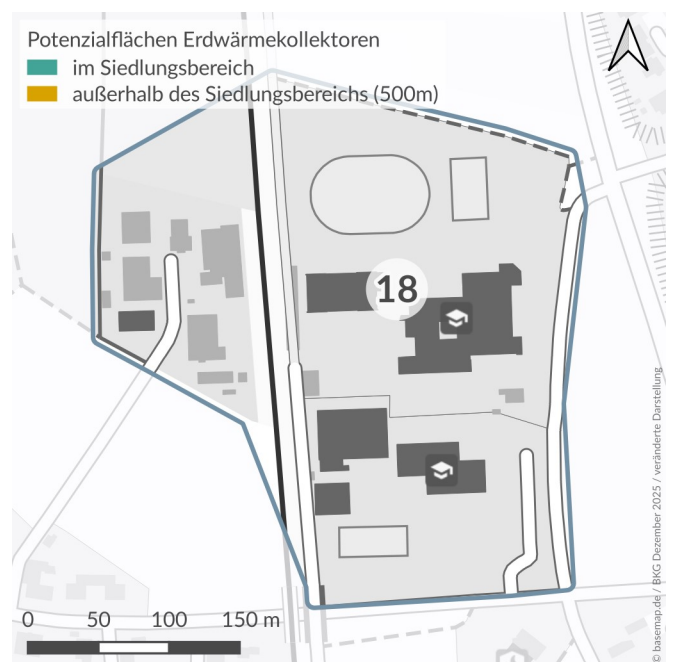 Potenzialflächen Erdwärmekollektoren
im Siedlungsbereich
außerhalb des Siedlungsbereichs (500m)
18
0 50 100 150 m
© basemap.de / BKG Dezember 2025 / veränderte Darstellung